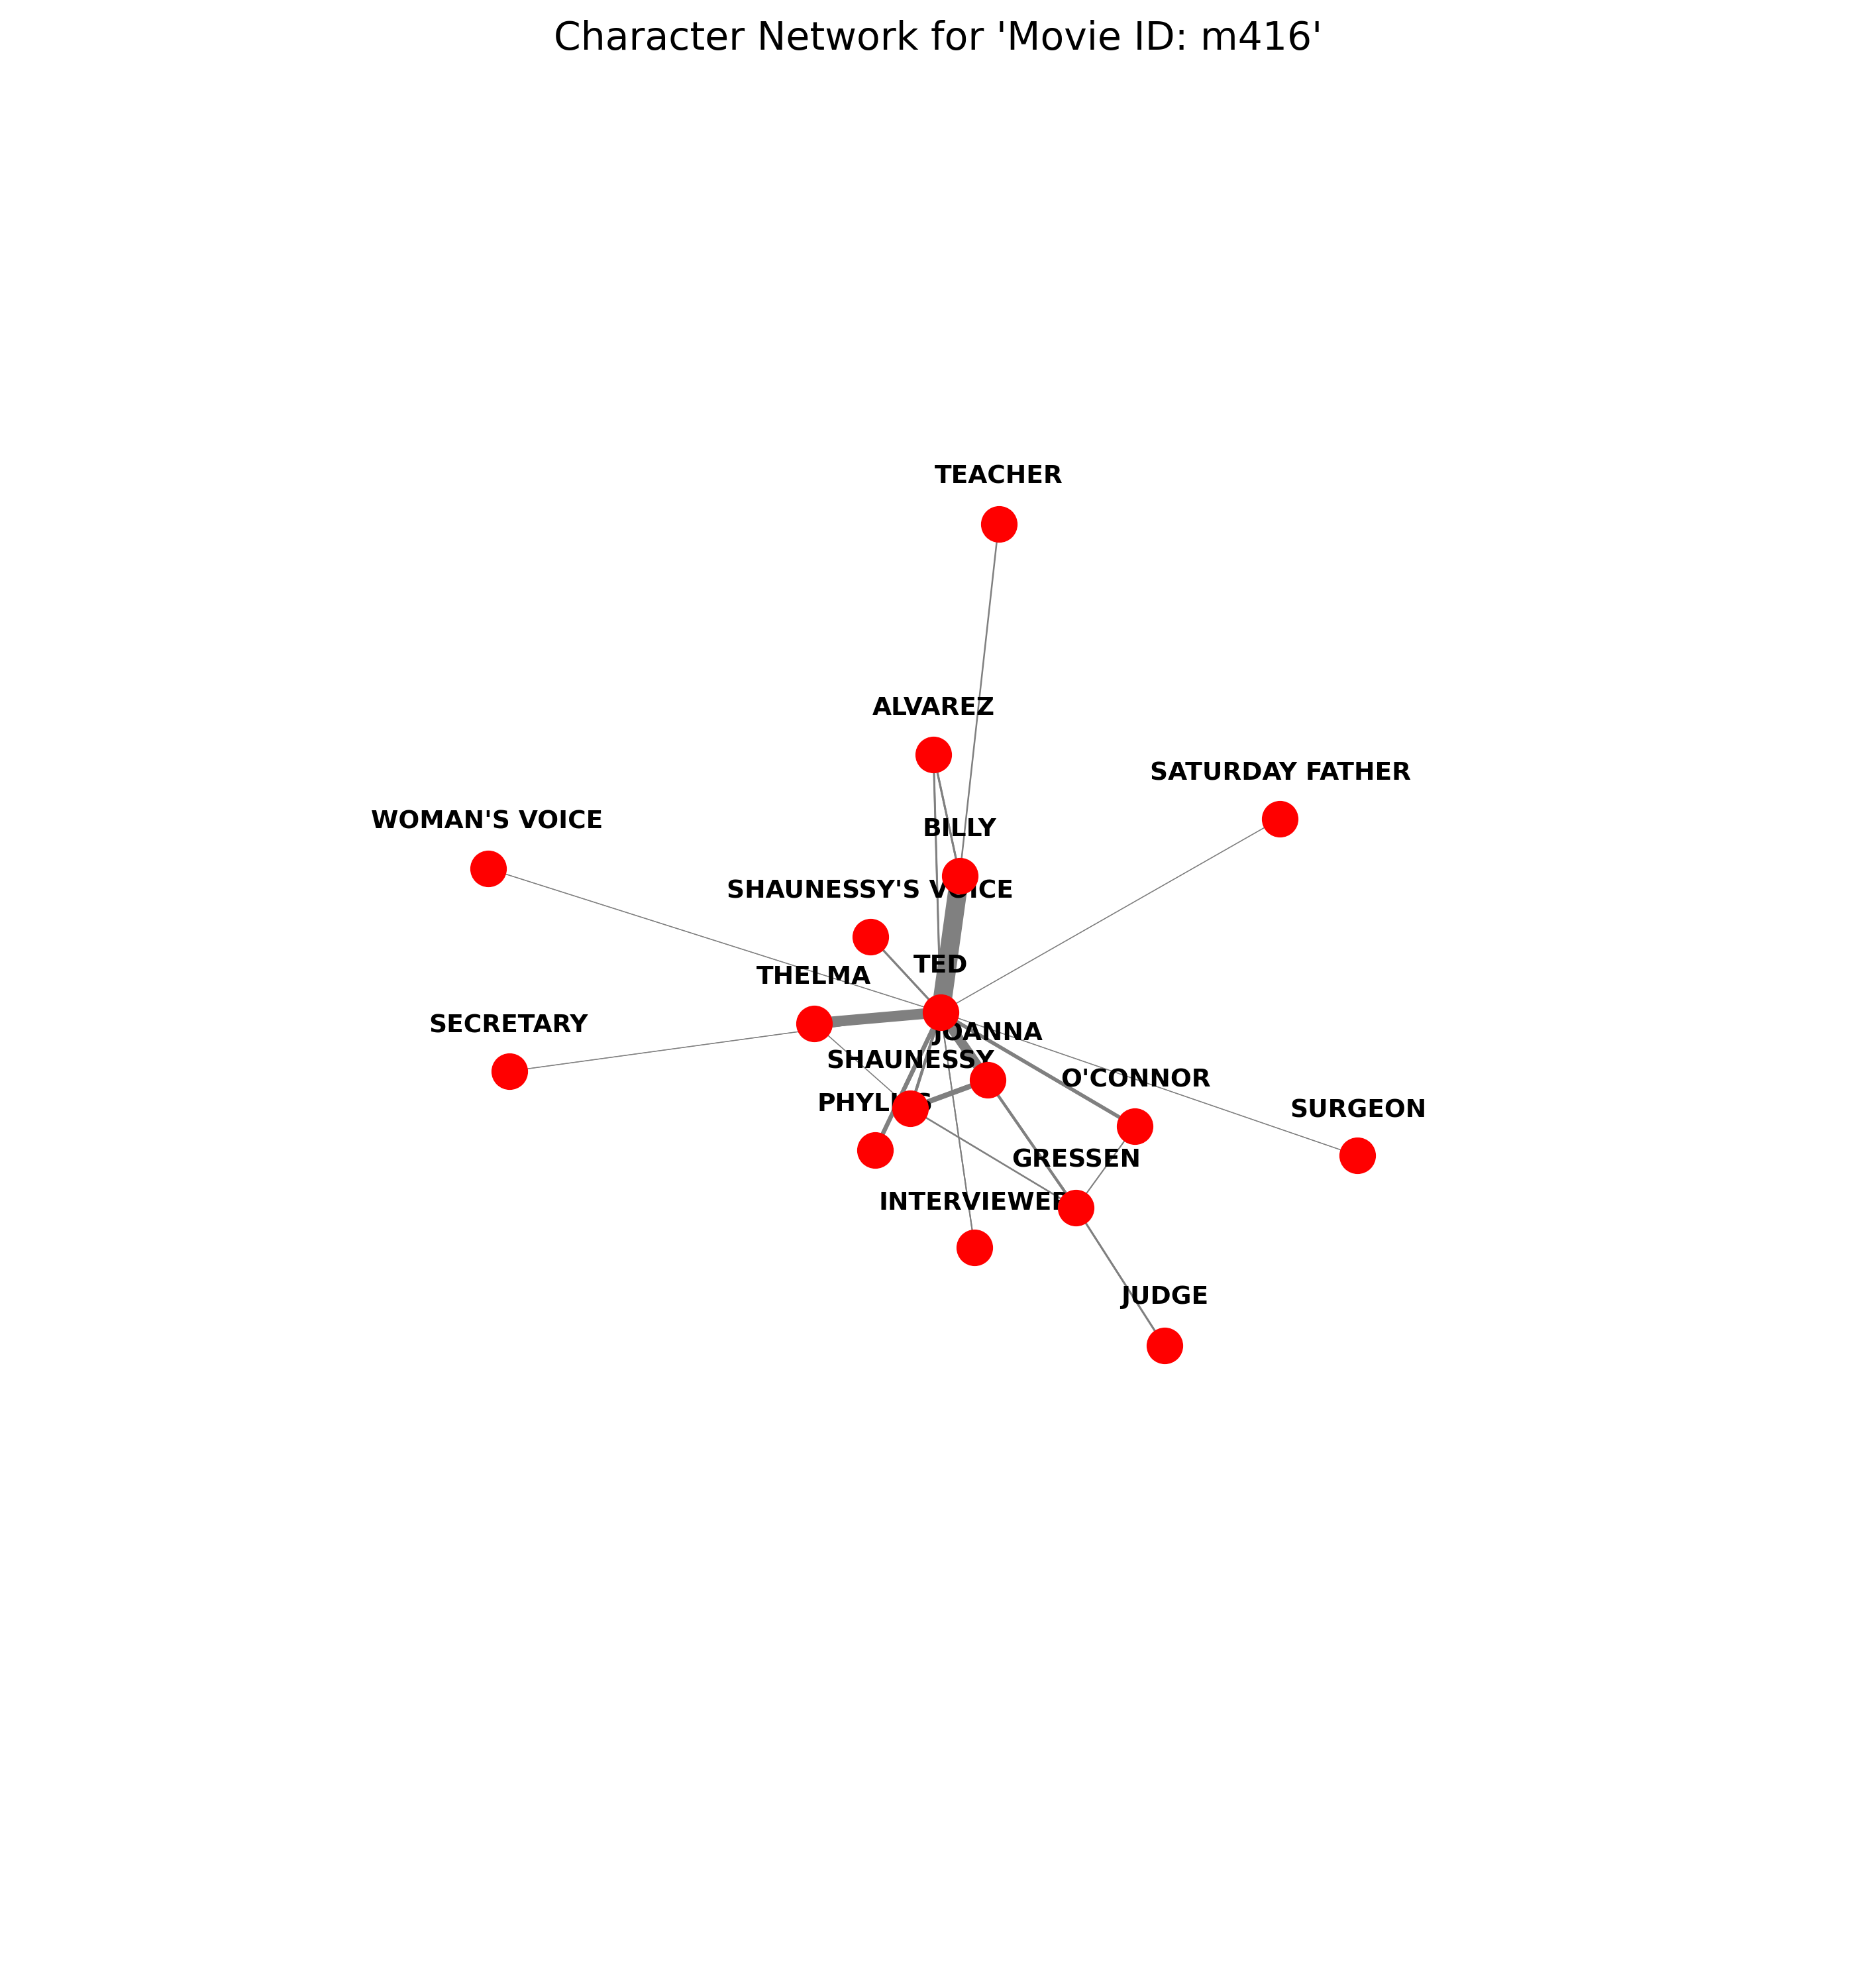 Character Network for 'Movie ID: m416'
TEACHER
ALVAREZ
SATURDAY FATHER
WOMAN'S VOICE
BILLY
SHAUNESSY'S VOICE
TED
THELMA
SECRETARY
JOANNA
SHAUNESSY
O'CONNOR
PHYLLIS
SURGEON
GRESSEN
INTERVIEWER
JUDGE